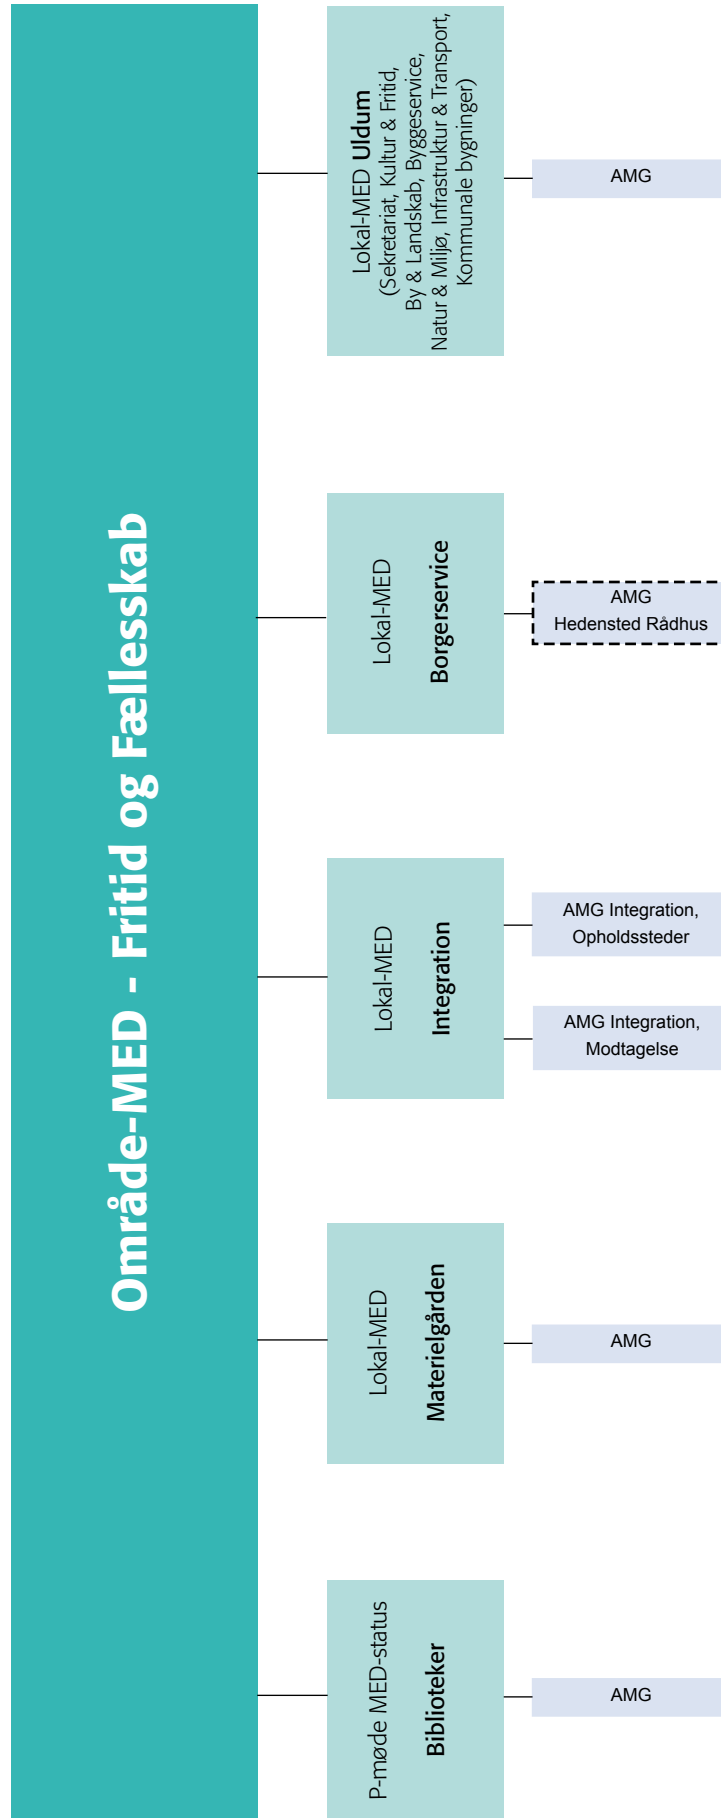 Område-MED - Fritid og Fællesskab
Lokal-MED Uldum
(Sekretariat, Kultur & Fritid,
By & Landskab, Byggeservice,
Natur & Miljø, Infrastruktur & Transport,
Kommunale bygninger)
AMG
Lokal-MED
Borgerservice
AMG
Hedensted Rådhus
Lokal-MED
Integration
AMG Integration,
Opholdssteder
AMG Integration,
Modtagelse
Lokal-MED
Materielgården
AMG
P-møde MED-status
Biblioteker
AMG